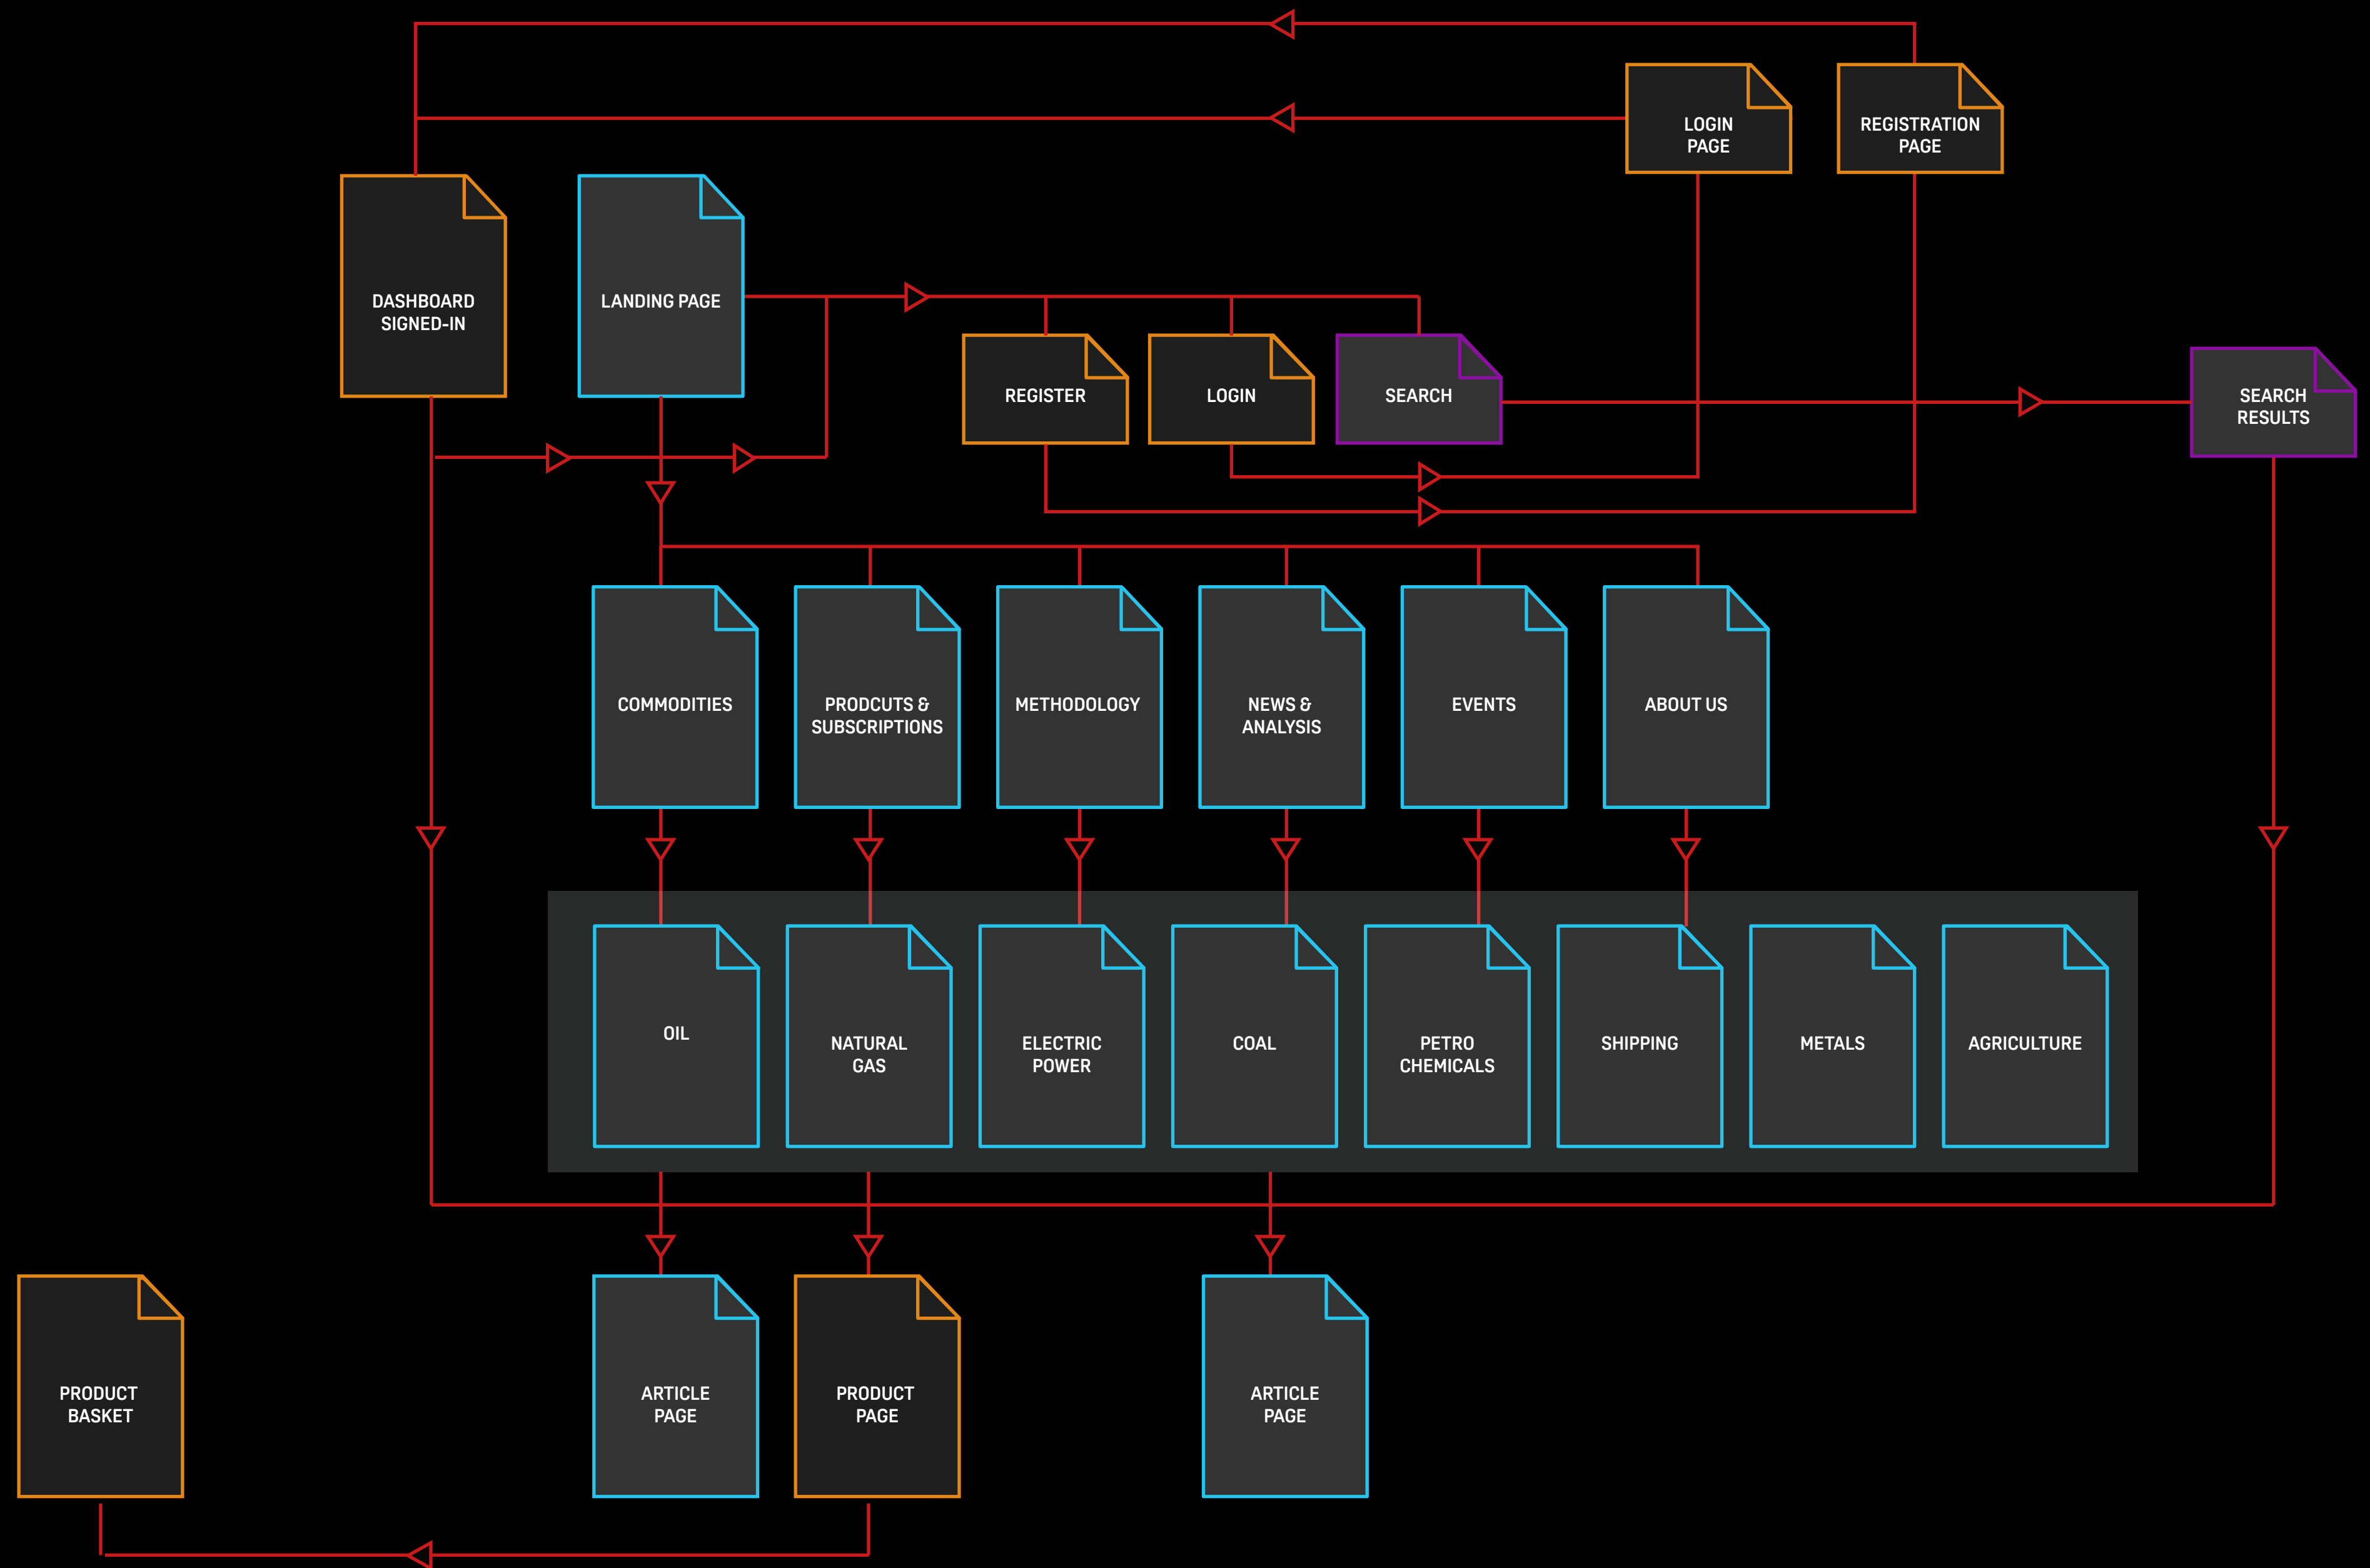 LOGIN
PAGE
REGISTRATION
PAGE
DASHBOARD
SIGNED-IN
LANDING PAGE
REGISTER
LOGIN
SEARCH
SEARCH
RESULTS
COMMODITIES
PRODCUTS &
SUBSCRIPTIONS
METHODOLOGY
NEWS &
ANALYSIS
EVENTS
ABOUT US
OIL
NATURAL
GAS
ELECTRIC
POWER
COAL
PETRO
CHEMICALS
SHIPPING
METALS
AGRICULTURE
PRODUCT
BASKET
ARTICLE
PAGE
PRODUCT
PAGE
ARTICLE
PAGE